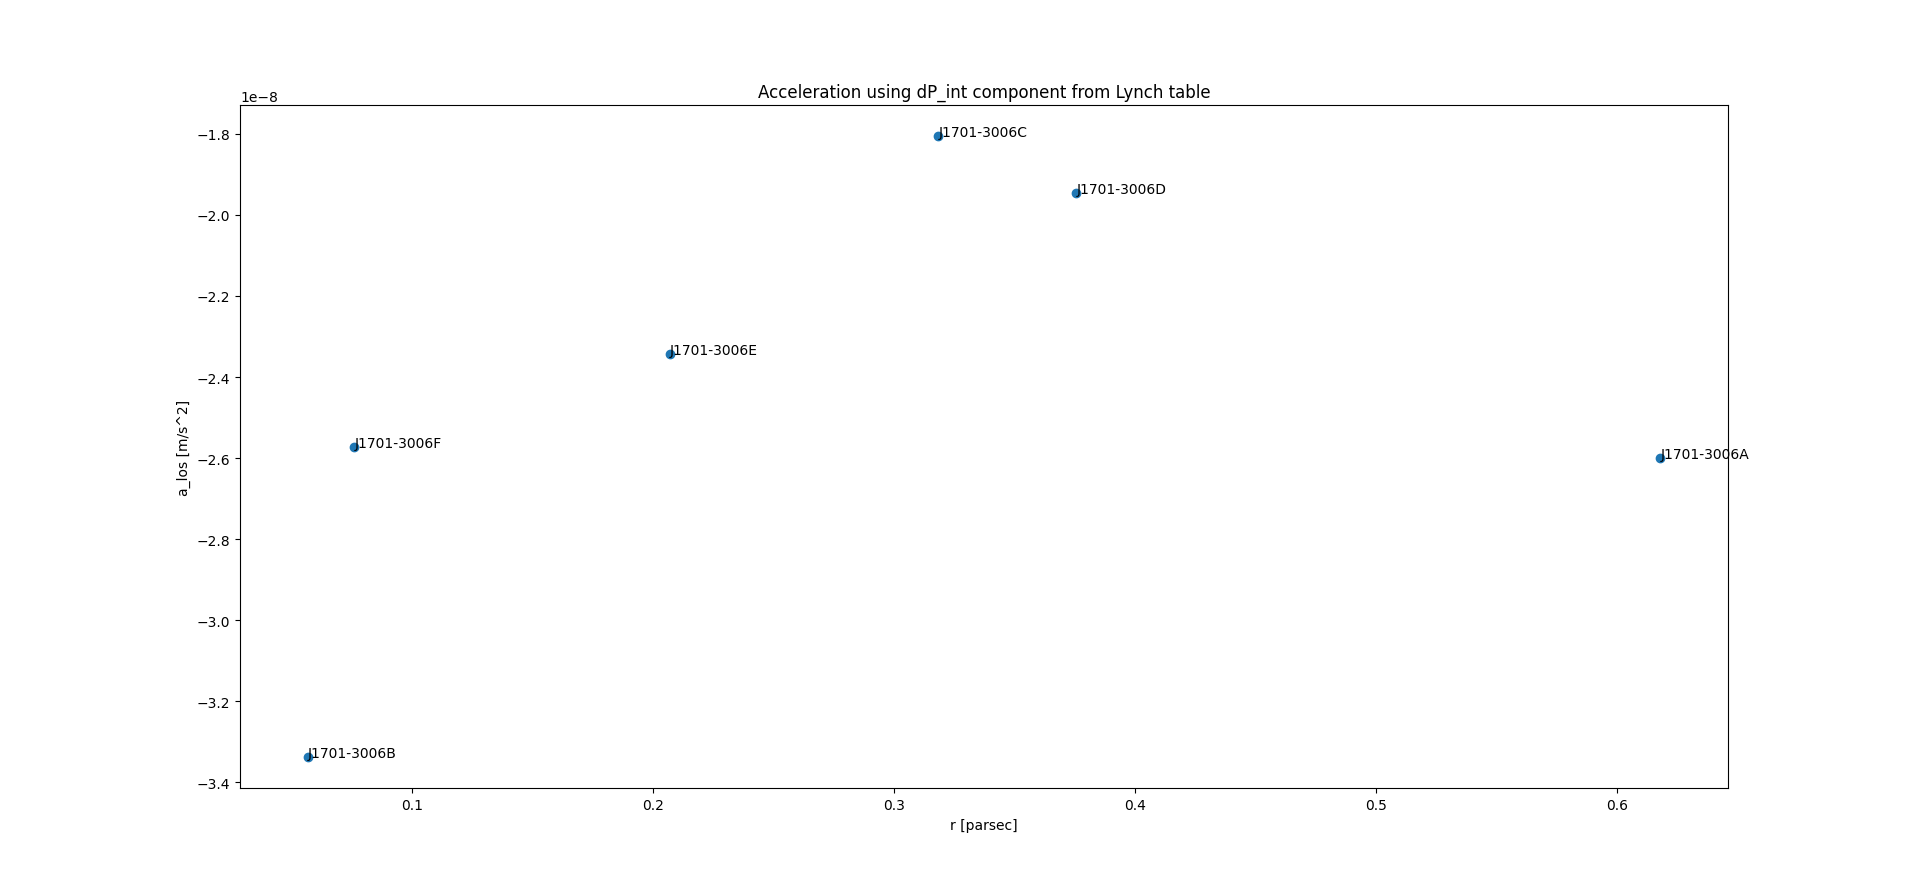 Acceleration using dP_int component from Lynch table
1e−8
−1.8
−2.0
−2.2
−2.4
−2.6
−2.8
−3.0
−3.2
−3.4
a_los [m/s^2]
J1701-3006C
J1701-3006D
J1701-3006E
J1701-3006F
J1701-3006A
J1701-3006B
0.1 0.2 0.3 0.4 0.5 0.6
r [parsec]